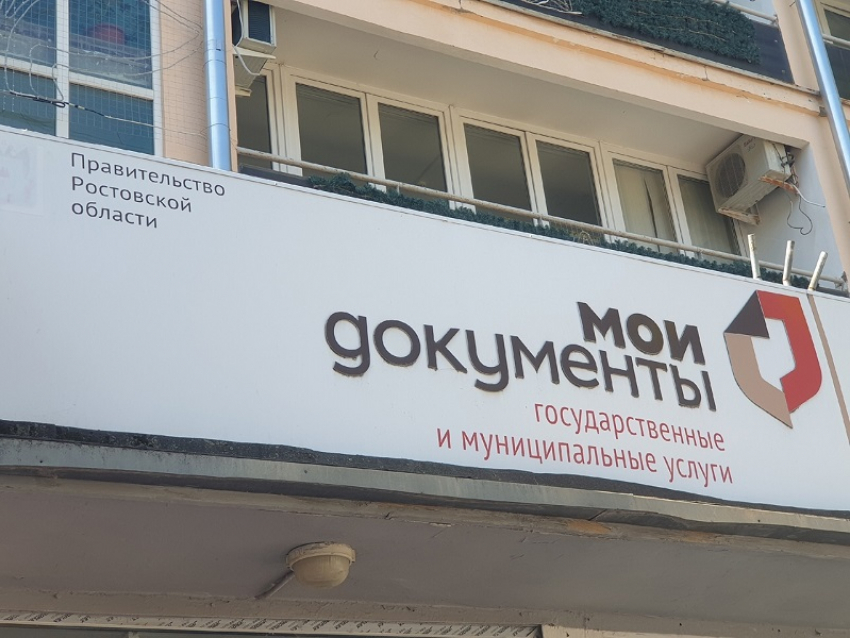 Правительство
Ростовской
области
мои
документы
государственные
и муниципальные услуги